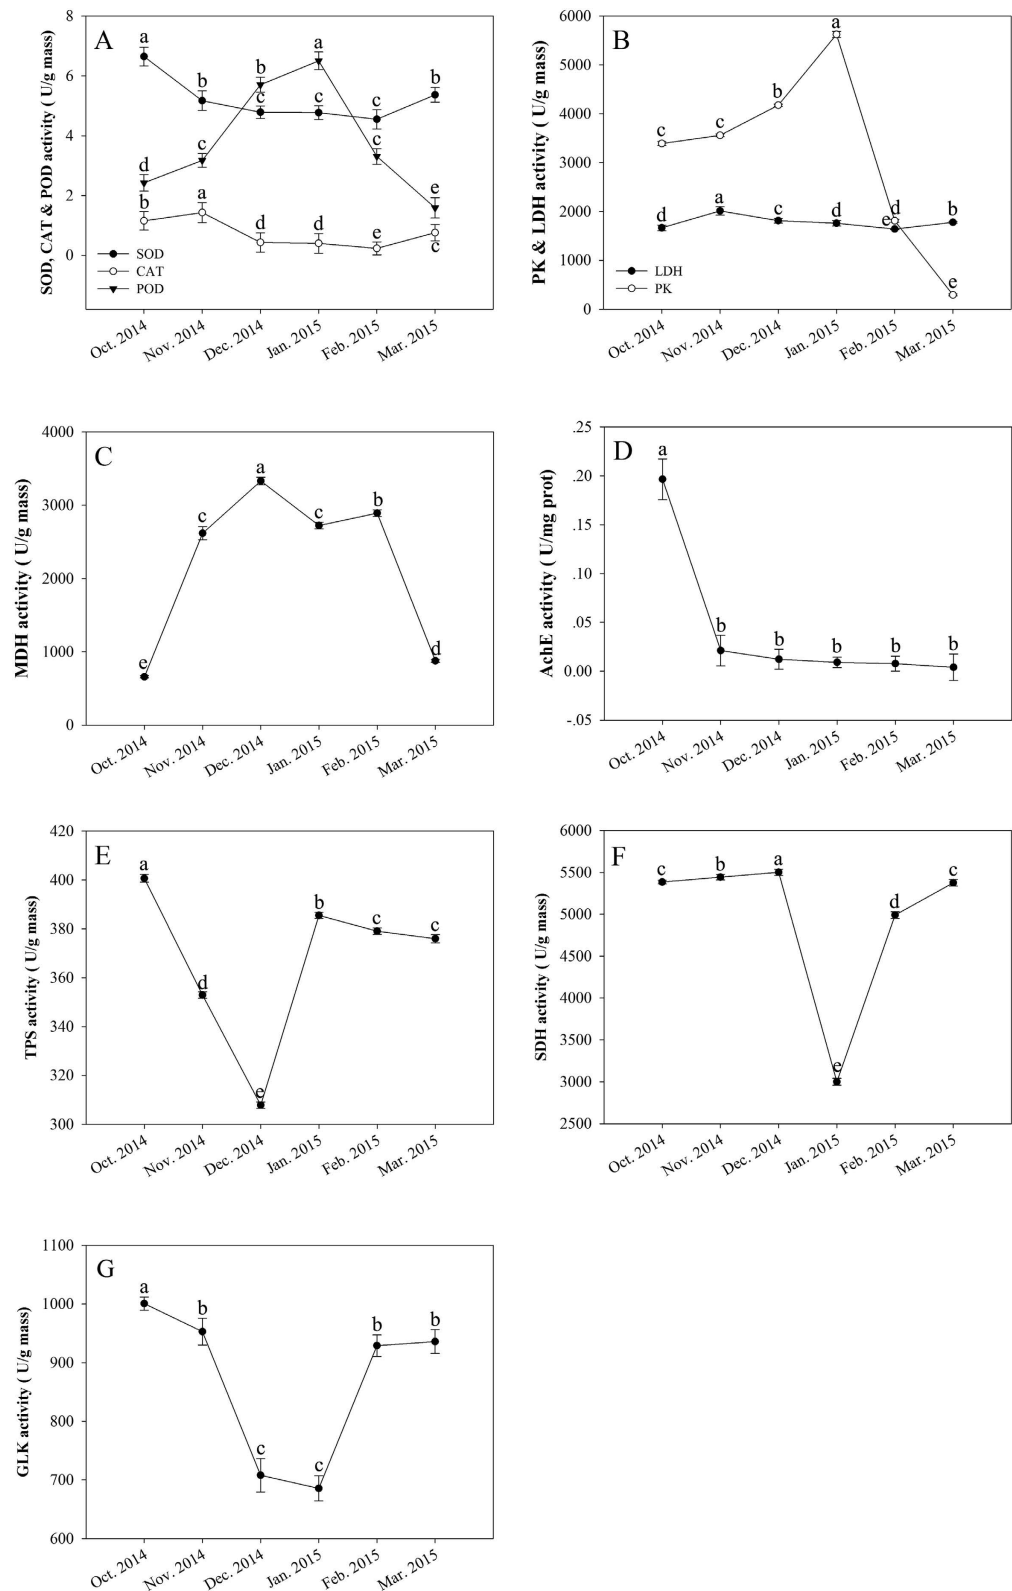 A
SOD, CAT & POD activity ( U/g mass)
8
6
4
2
0
a
b
c
c
c
b
d
c
b
a
c
e
b
a
d
d
e
c
SOD
CAT
POD
Oct. 2014
Nov. 2014
Dec. 2014
Jan. 2015
Feb. 2015
Mar. 2015
B
PK & LDH activity ( U/g mass)
6000
5000
4000
3000
2000
1000
0
c
c
b
a
d
e
d
a
c
d
e
b
LDH
PK
Oct. 2014
Nov. 2014
Dec. 2014
Jan. 2015
Feb. 2015
Mar. 2015
C
MDH activity ( U/g mass)
4000
3000
2000
1000
0
e
c
a
c
b
d
Oct. 2014
Nov. 2014
Dec. 2014
Jan. 2015
Feb. 2015
Mar. 2015
D
AchE activity ( U/mg prot)
.25
.20
.15
.10
.05
0.00
-.05
a
b
b
b
b
b
Oct. 2014
Nov. 2014
Dec. 2014
Jan. 2015
Feb. 2015
Mar. 2015
E
TPS activity ( U/g mass)
420
400
380
360
340
320
300
a
d
e
b
c
c
Oct. 2014
Nov. 2014
Dec. 2014
Jan. 2015
Feb. 2015
Mar. 2015
F
SDH activity ( U/g mass)
6000
5500
5000
4500
4000
3500
3000
2500
c
b
a
e
d
c
Oct. 2014
Nov. 2014
Dec. 2014
Jan. 2015
Feb. 2015
Mar. 2015
G
GLK activity ( U/g mass)
1100
1000
900
800
700
600
a
b
c
c
b
b
Oct. 2014
Nov. 2014
Dec. 2014
Jan. 2015
Feb. 2015
Mar. 2015